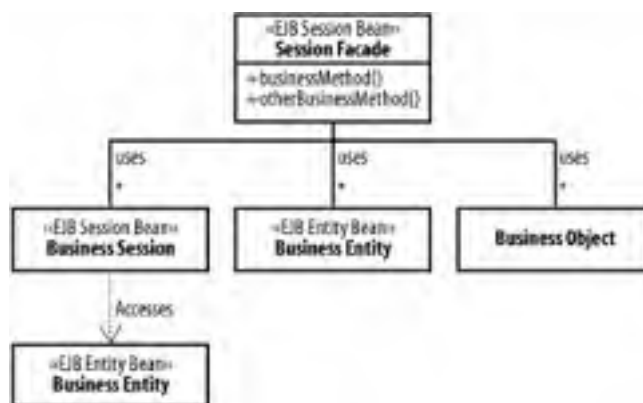 «EJB Session Bean»
Session Facade
+businessMethod()
+otherBusinessMethod()
uses
uses
uses
*
*
*
«EJB Session Bean»
Business Session
«EJB Entity Bean»
Business Entity
Business Object
Accesses
«EJB Entity Bean»
Business Entity